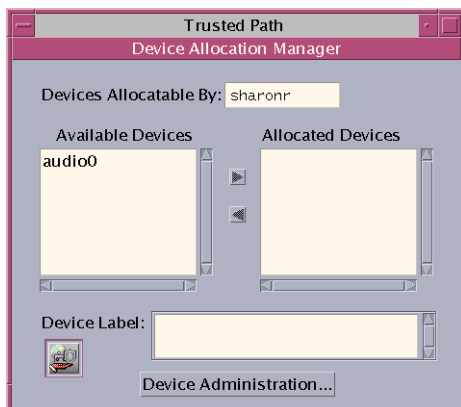 Trusted Path
Device Allocation Manager
Devices Allocatable By: sharonr
Available Devices
Allocated Devices
audio0
Device Label:
Device Administration...